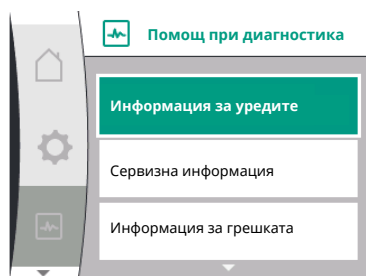 Помощ при диагностика
Информация за уредите
Сервизна информация
Информация за грешката